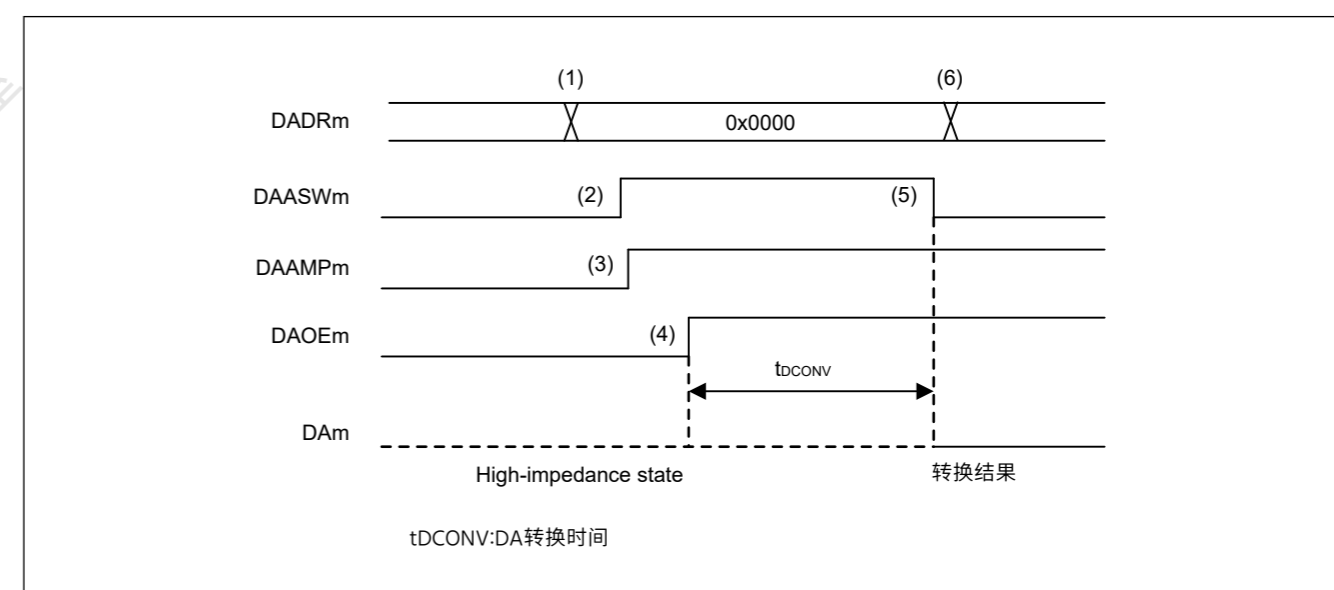 (1) (6)
DADRm 0x0000
DAASWm (2) (5)
DAAMPm (3)
DAOEm (4)
tDCONV
DAm
High-impedance state 转换结果
tDCONV:DA转换时间